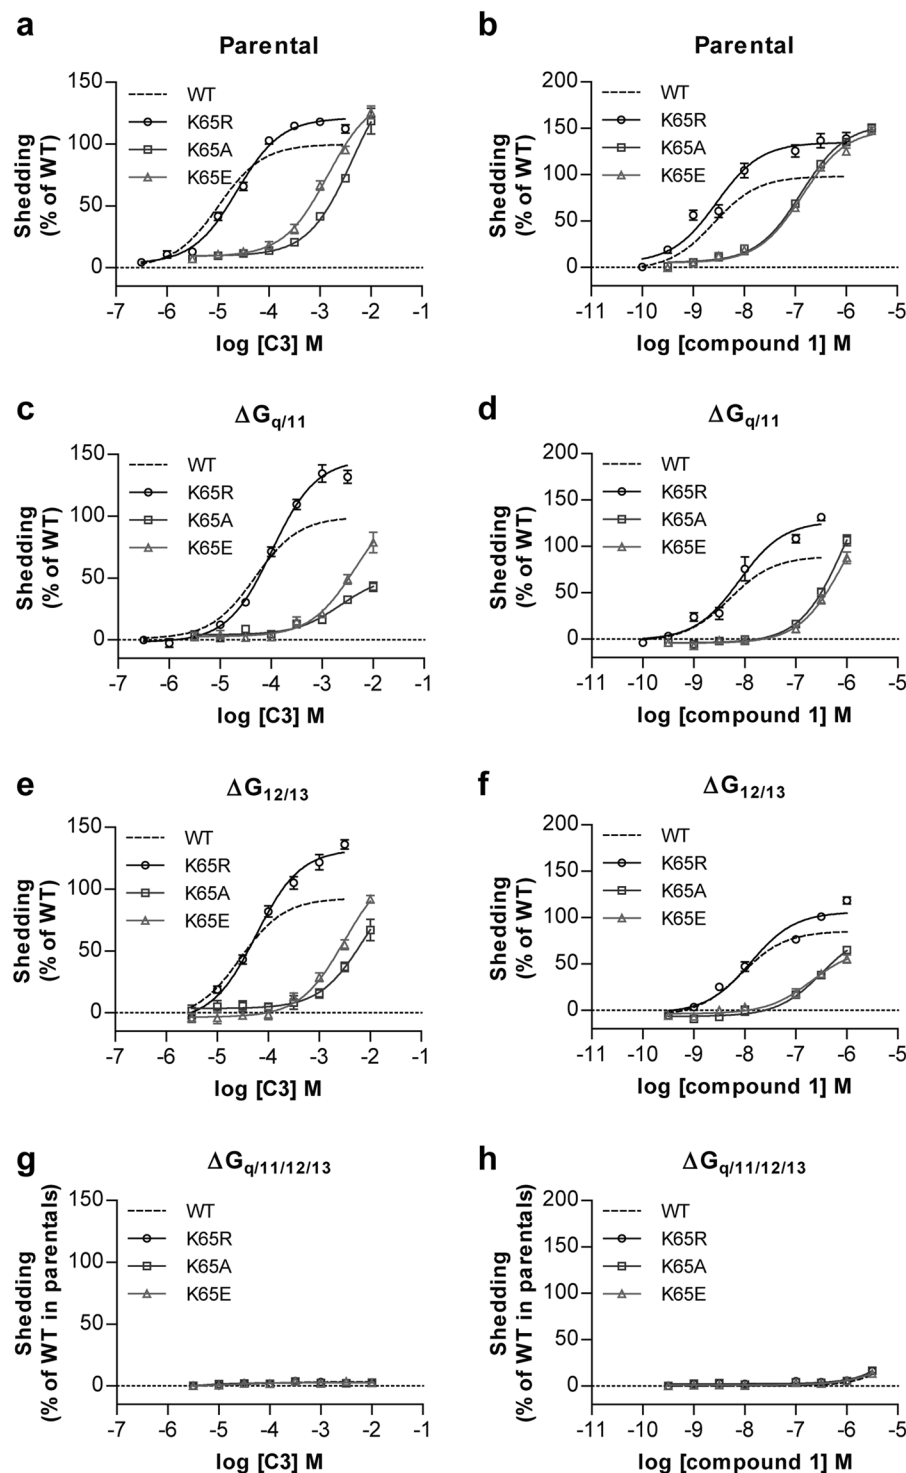 a
Parental
150
100
50
0
Shedding
(% of WT)
WT
K65R
K65A
K65E
-7 -6 -5 -4 -3 -2 -1
log [C3] M
b
Parental
200
150
100
50
0
Shedding
(% of WT)
WT
K65R
K65A
K65E
-11 -10 -9 -8 -7 -6 -5
log [compound 1] M
c
ΔGq/11
150
100
50
0
Shedding
(% of WT)
WT
K65R
K65A
K65E
-7 -6 -5 -4 -3 -2 -1
log [C3] M
d
ΔGq/11
200
150
100
50
0
Shedding
(% of WT)
WT
K65R
K65A
K65E
-11 -10 -9 -8 -7 -6 -5
log [compound 1] M
e
ΔG12/13
150
100
50
0
Shedding
(% of WT)
WT
K65R
K65A
K65E
-7 -6 -5 -4 -3 -2 -1
log [C3] M
f
ΔG12/13
200
150
100
50
0
Shedding
(% of WT)
WT
K65R
K65A
K65E
-11 -10 -9 -8 -7 -6 -5
log [compound 1] M
g
ΔGq/11/12/13
150
100
50
0
Shedding
(% of WT in parentals)
WT
K65R
K65A
K65E
-7 -6 -5 -4 -3 -2 -1
log [C3] M
h
ΔGq/11/12/13
200
150
100
50
0
Shedding
(% of WT in parentals)
WT
K65R
K65A
K65E
-11 -10 -9 -8 -7 -6 -5
log [compound 1] M